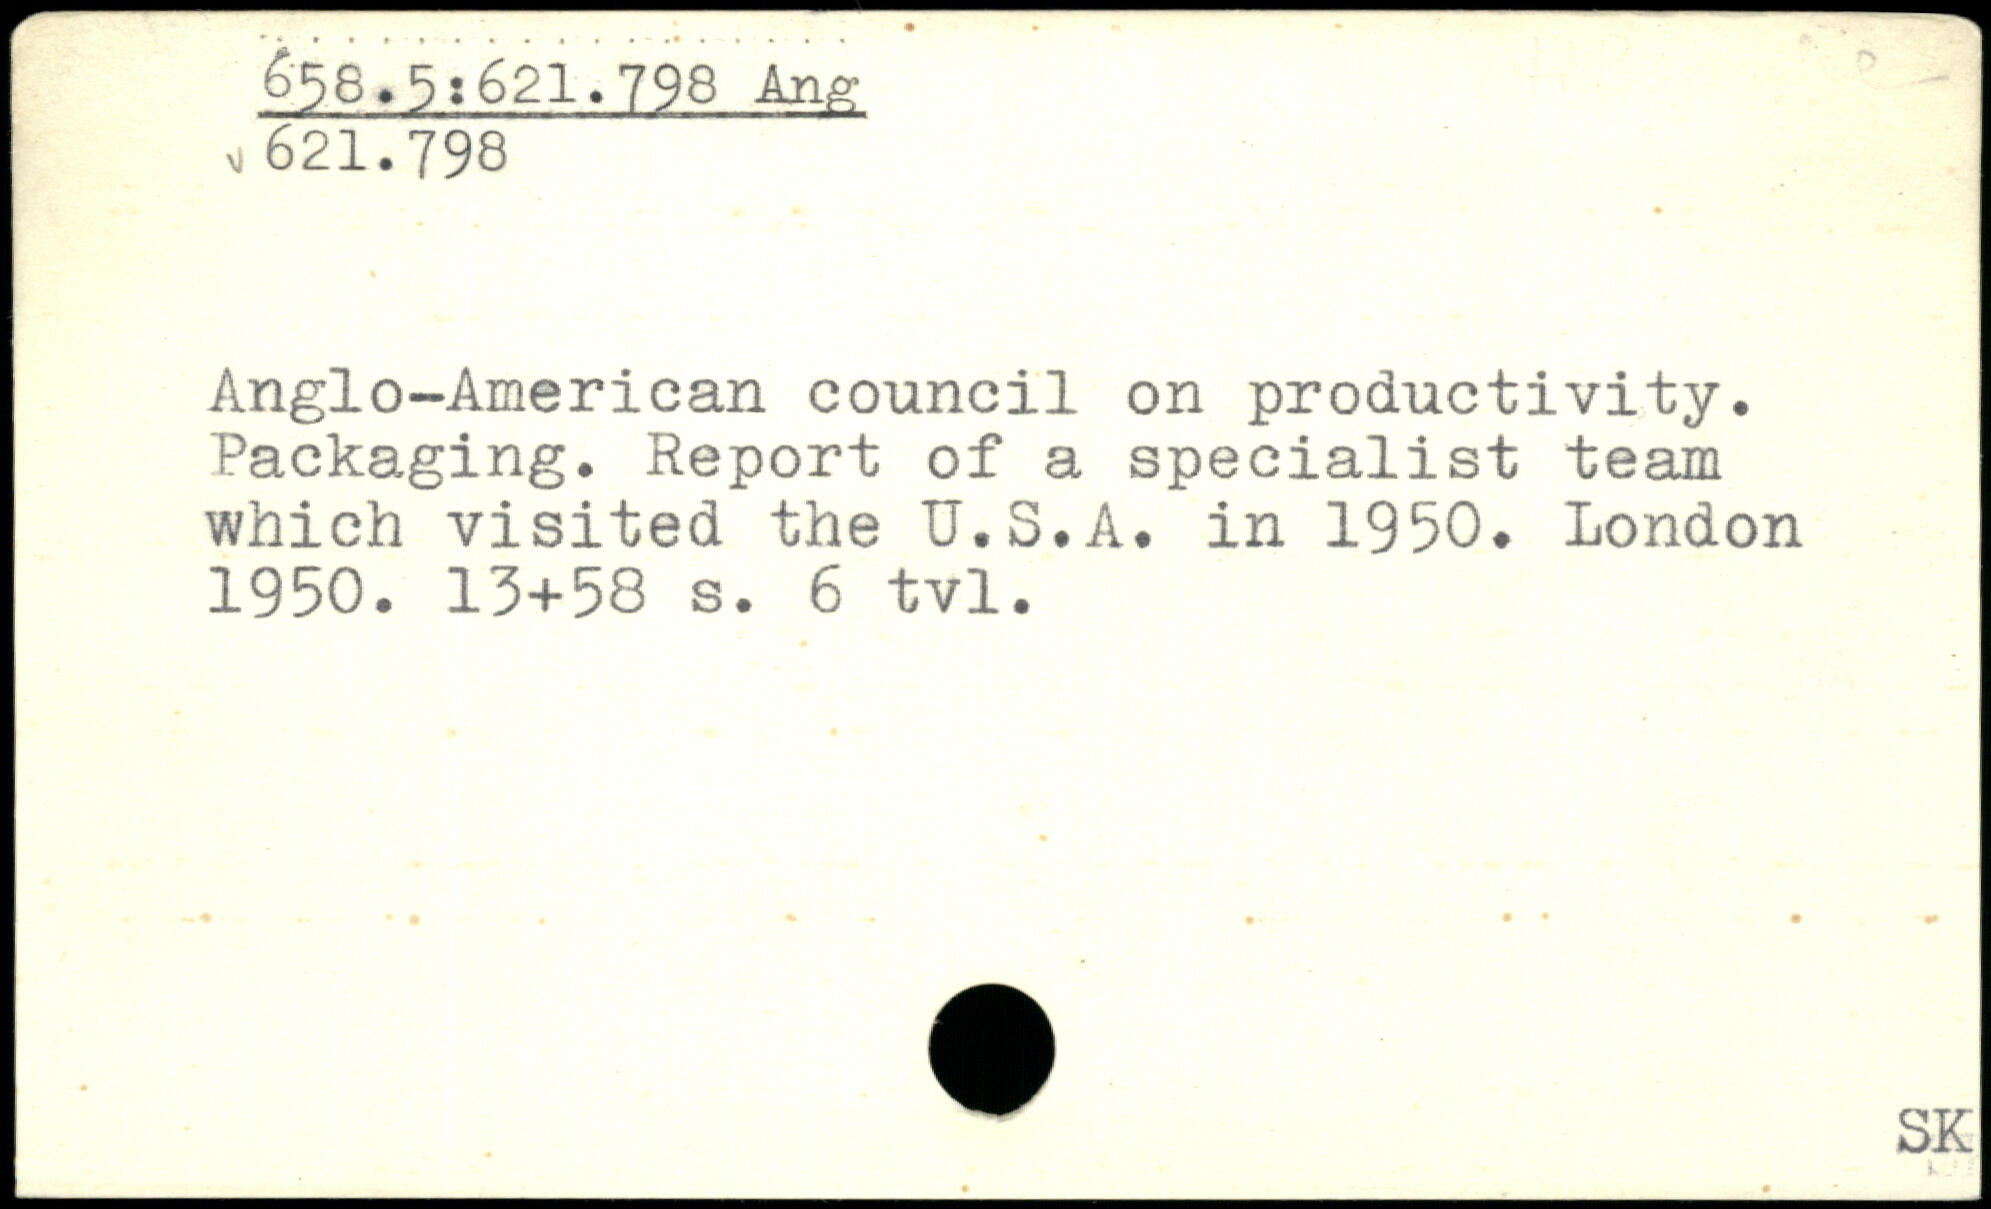 658.5:621.798 Ang
621.798
Anglo-American council on productivity.
Packaging. Report of a specialist team
which visited the U.S.A. in 1950. London
1950. 13+58 s. 6 tvl.
SK